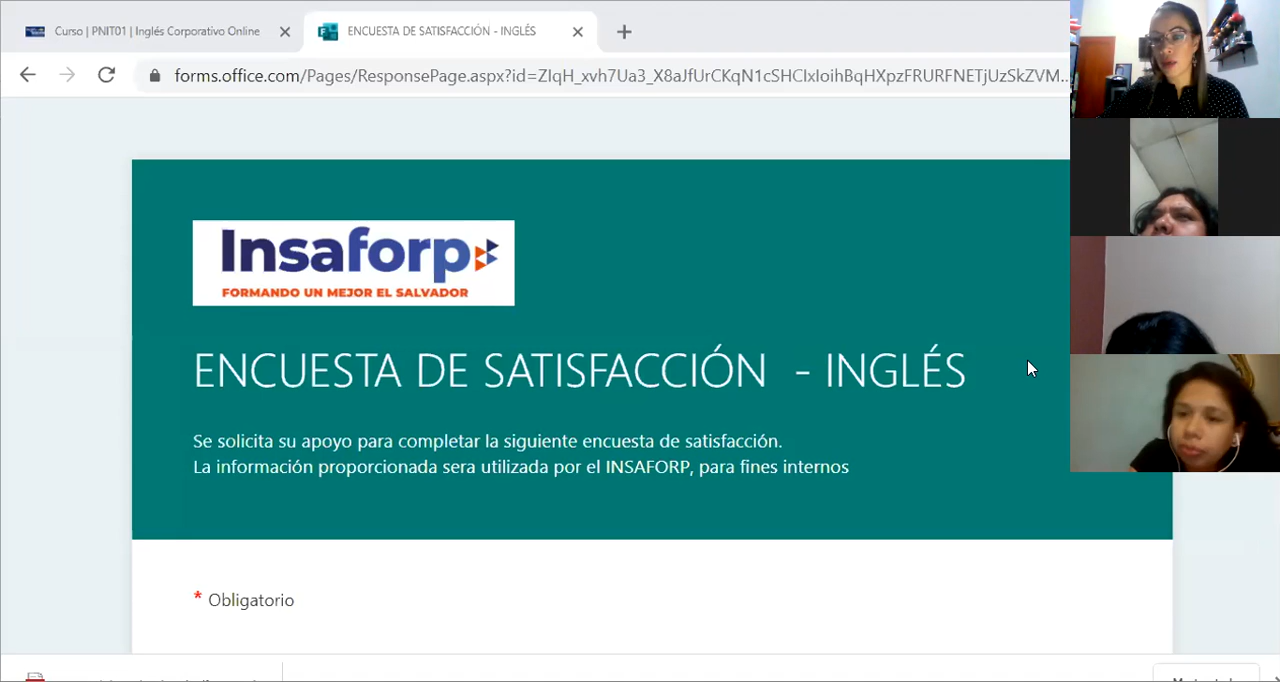 Curso | PNIT01 | Inglés Corporativo Online
ENCUESTA DE SATISFACCIÓN - INGLÉS
forms.office.com/Pages/ResponsePage.aspx?id=ZIqH_xvh7Ua3_X8aJfUrCKqN1cSHClxIoihBqHXpzFRURFNETjUzSkZVM...
Insaforp
FORMANDO UN MEJOR EL SALVADOR
ENCUESTA DE SATISFACCIÓN - INGLÉS
Se solicita su apoyo para completar la siguiente encuesta de satisfacción.
La información proporcionada sera utilizada por el INSAFORP, para fines internos
* Obligatorio